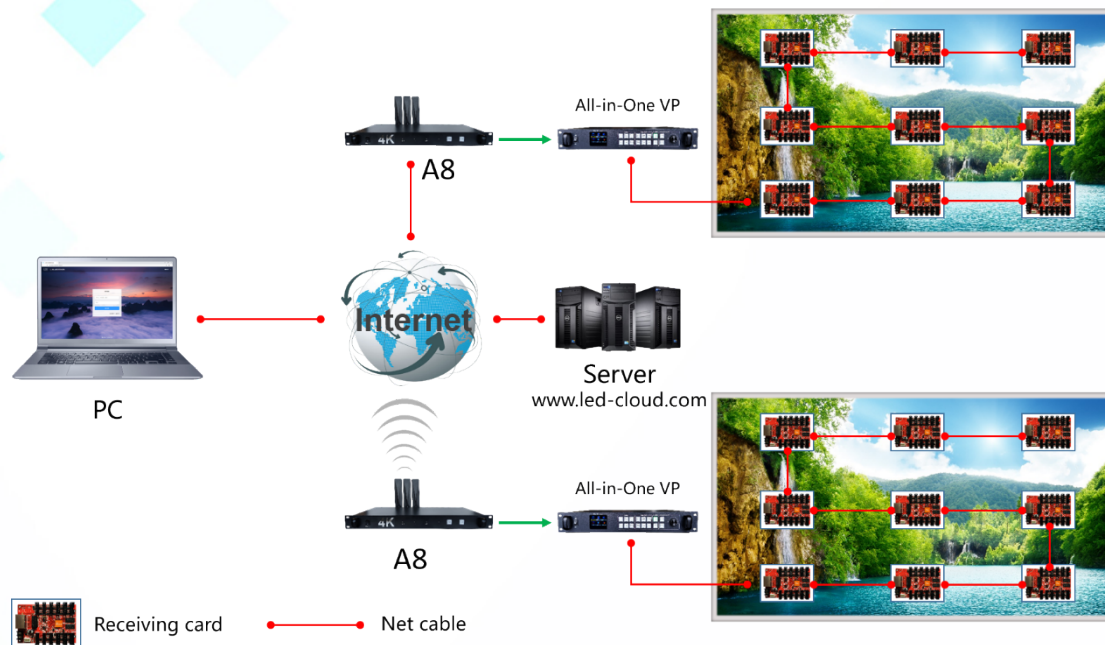 All-in-One VP
4K
A8
Internet
PC
Server
www.led-cloud.com
All-in-One VP
4K
A8
Receiving card
Net cable